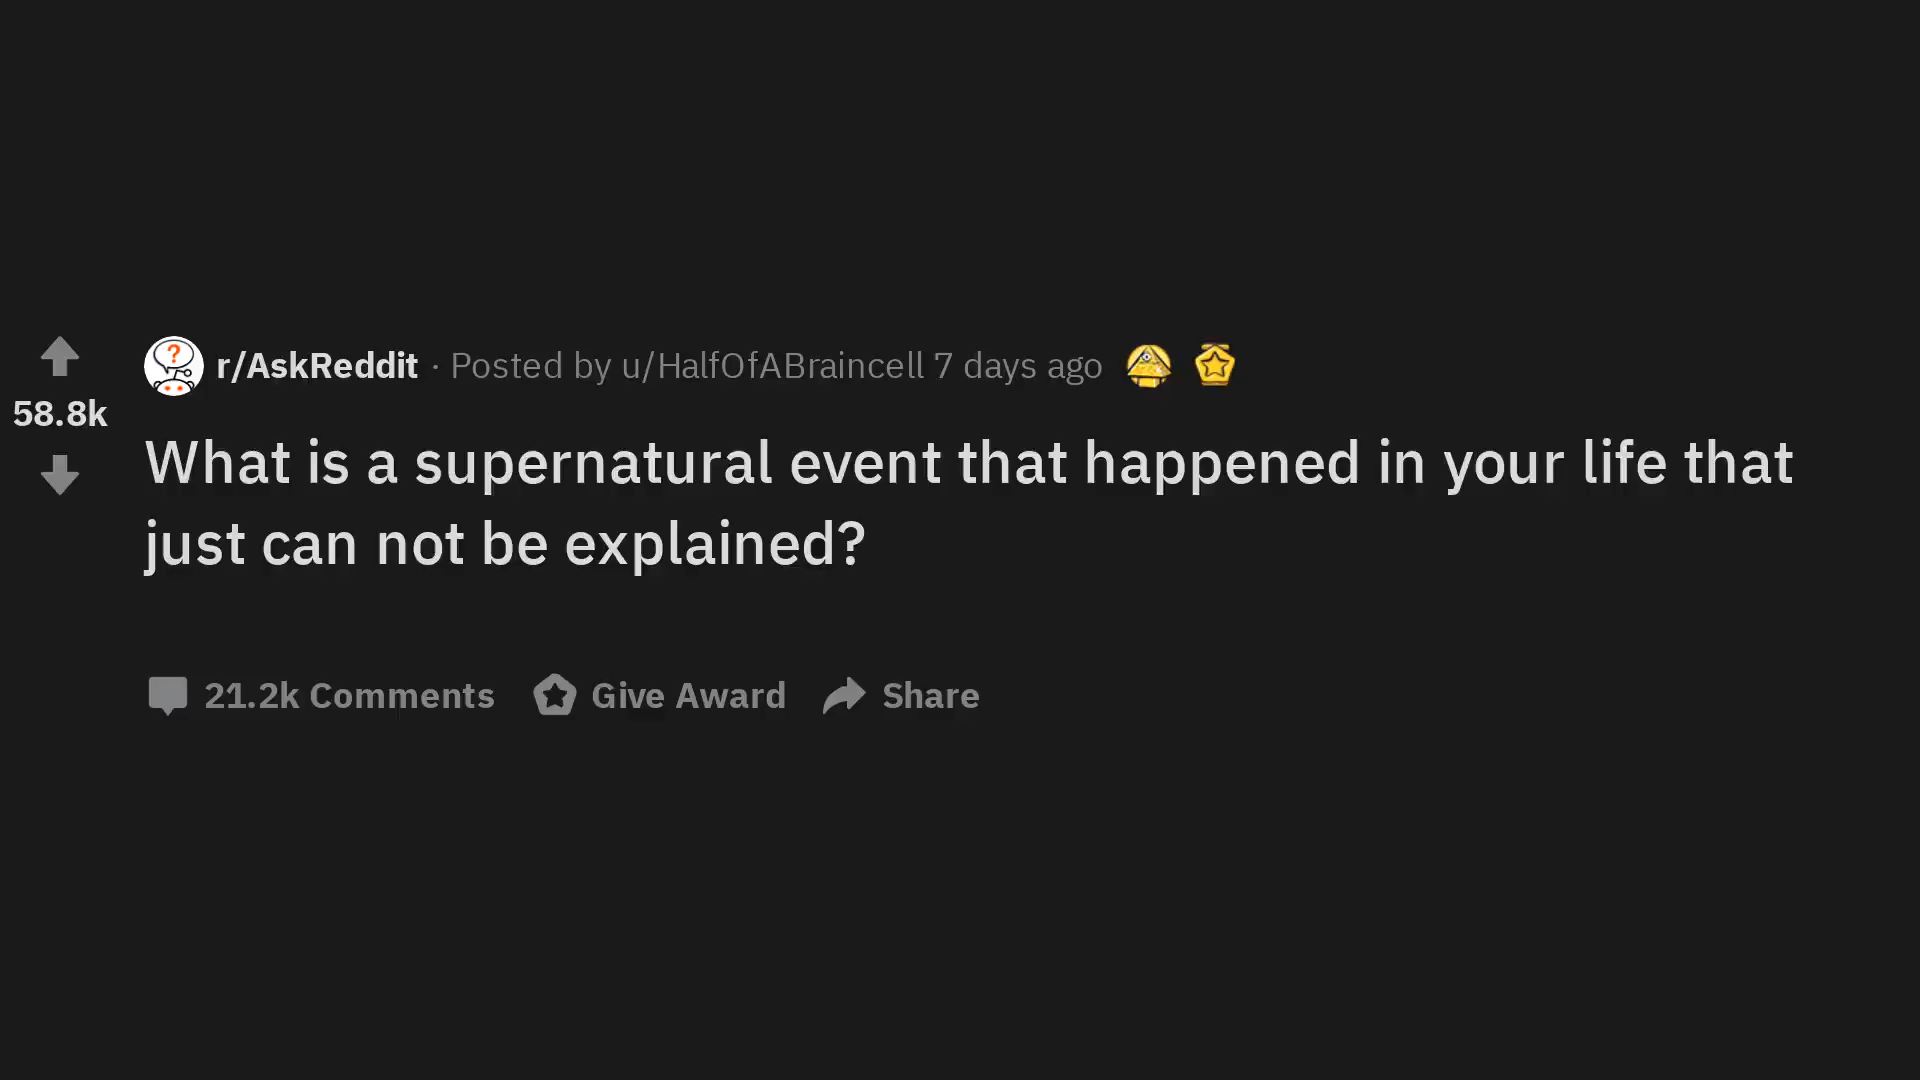 r/AskReddit · Posted by u/HalfOfABraincell 7 days ago
58.8k
What is a supernatural event that happened in your life that
just can not be explained?
21.2k Comments Give Award Share